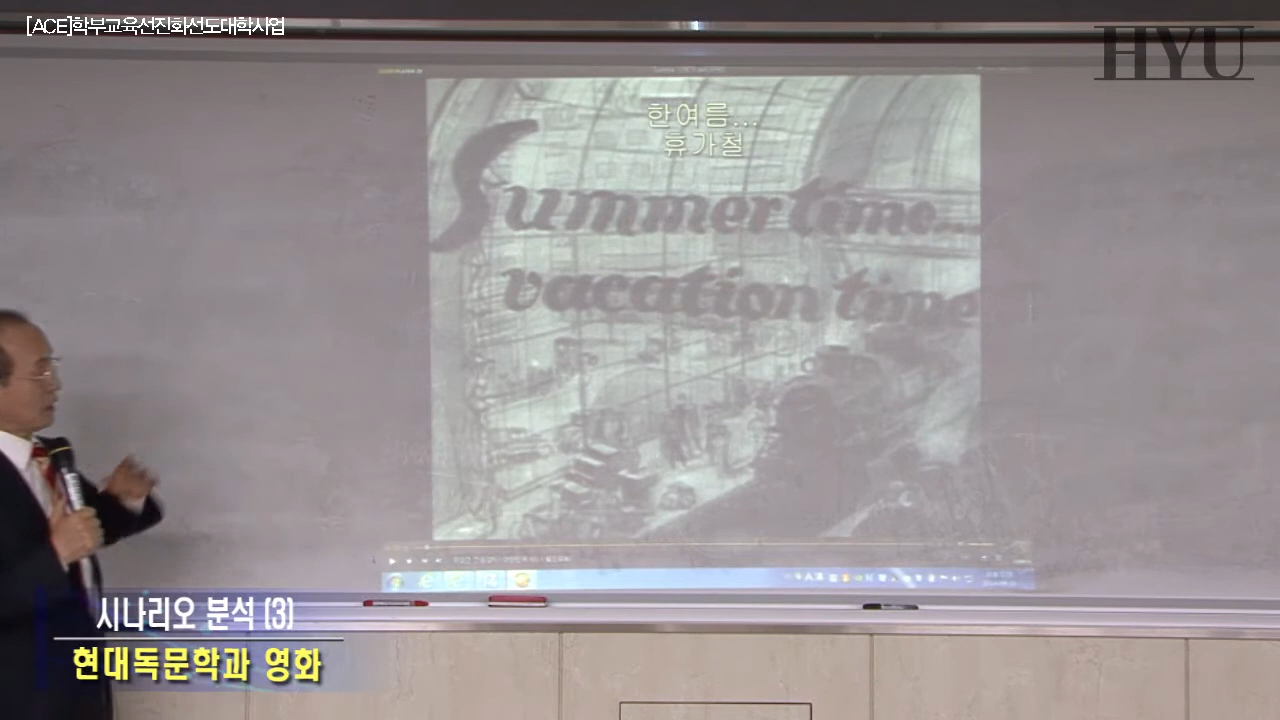 [ACE]학부교육선진화선도대학사업
HYU
한여름...
휴가철
Summertime...
vacation time
시나리오 분석 (3)
현대독문학과 영화